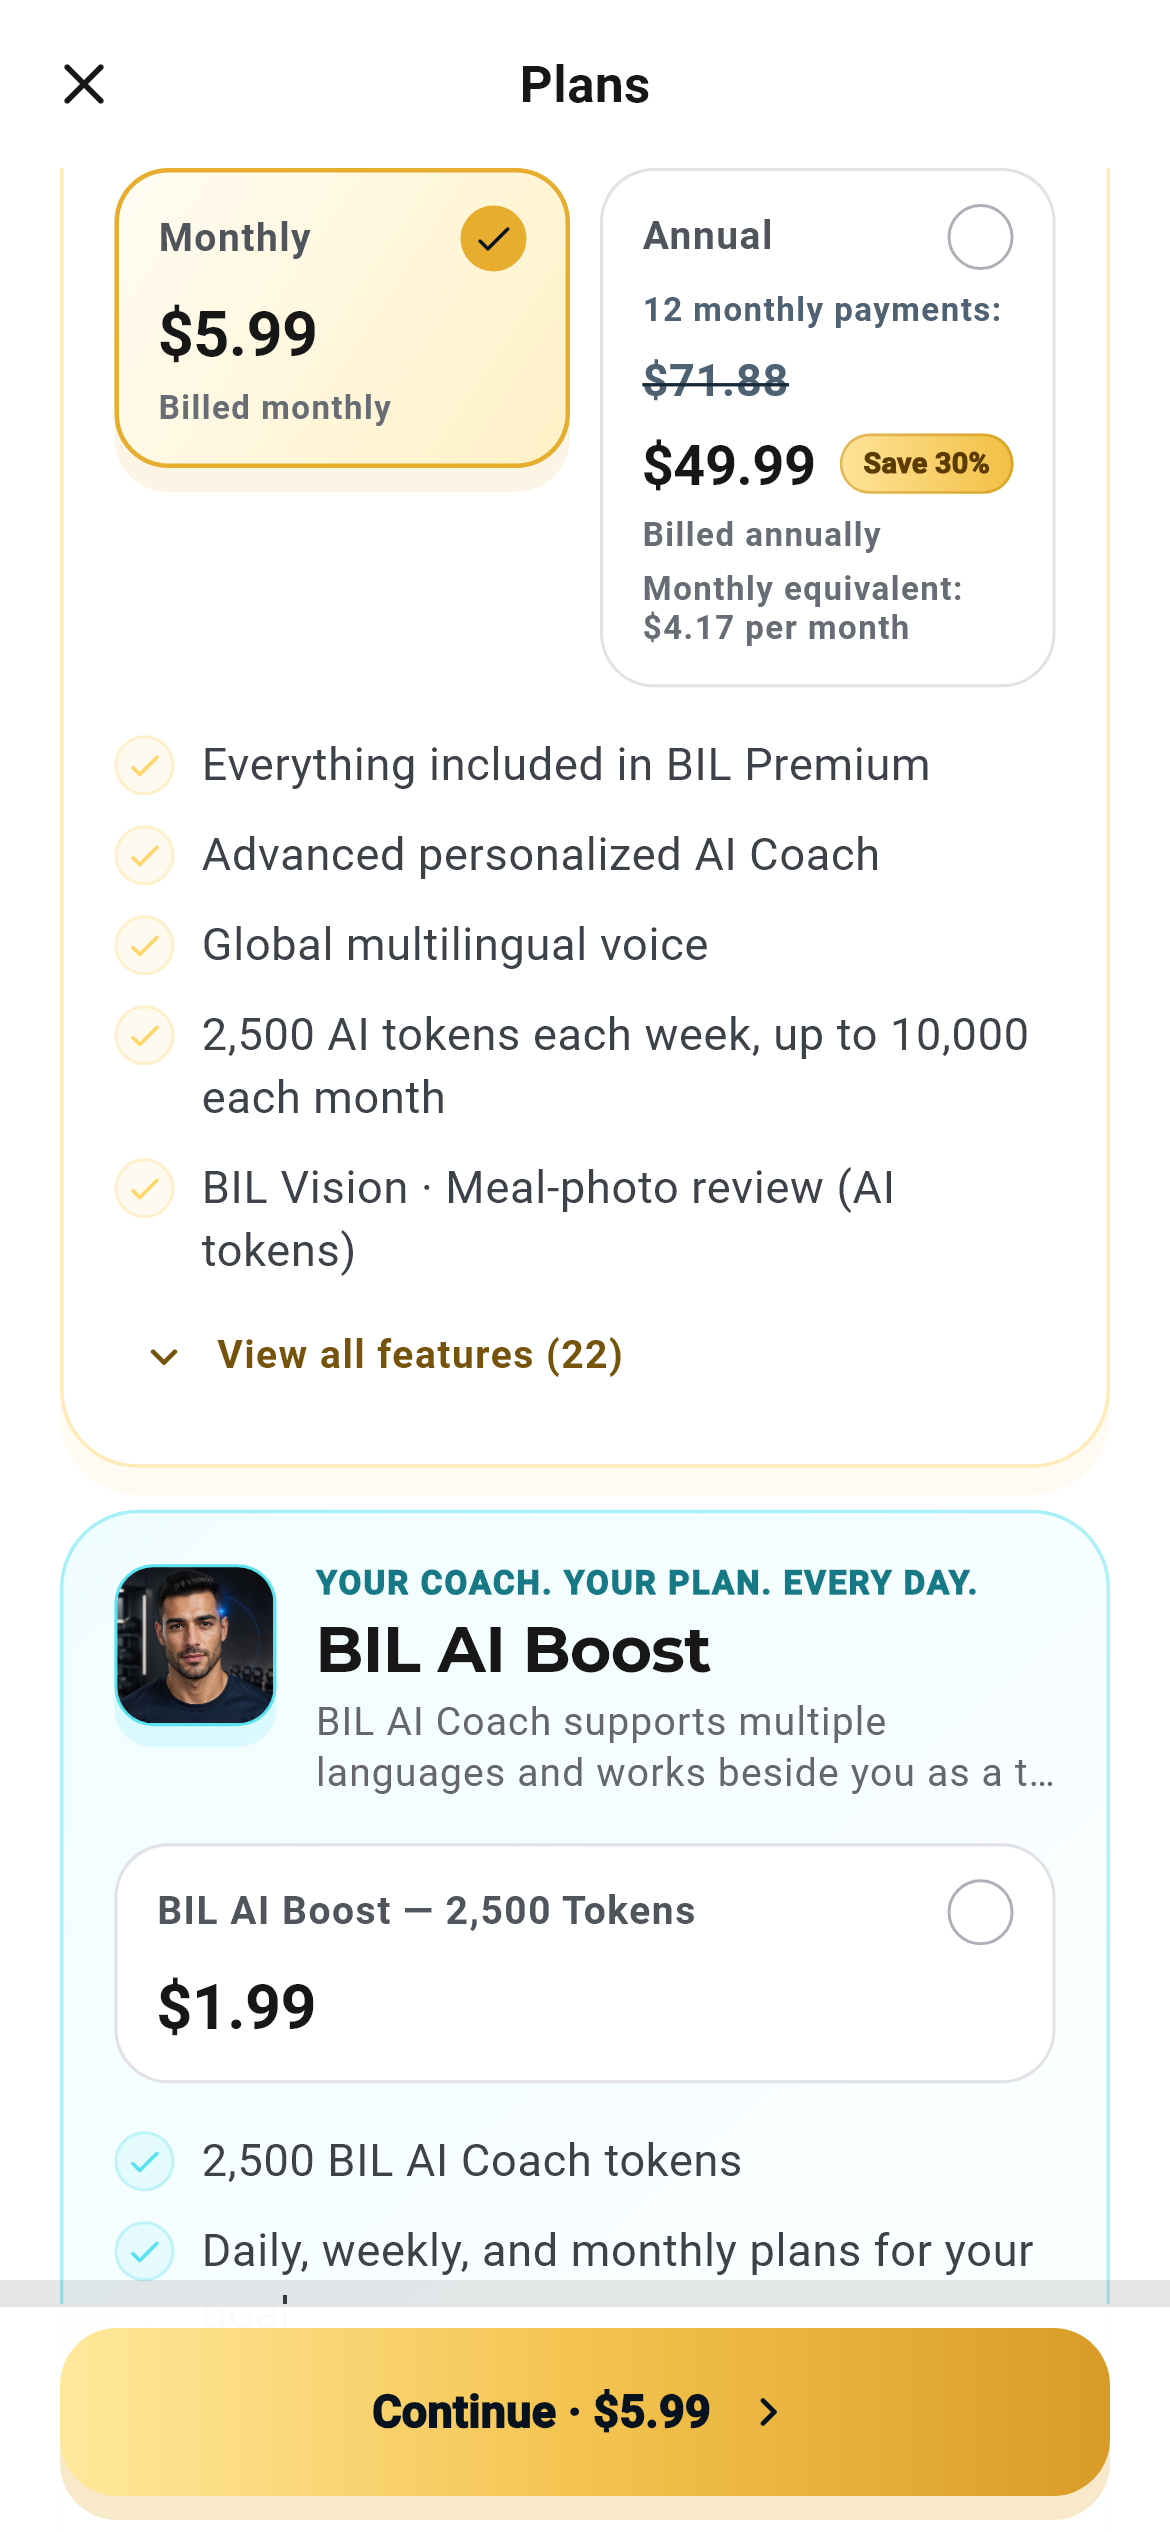 Plans
Monthly
$5.99
Billed monthly
Annual
12 monthly payments:
$71.88
$49.99
Save 30%
Billed annually
Monthly equivalent:
$4.17 per month
Everything included in BIL Premium
Advanced personalized AI Coach
Global multilingual voice
2,500 AI tokens each week, up to 10,000
each month
BIL Vision · Meal-photo review (AI
tokens)
View all features (22)
YOUR COACH. YOUR PLAN. EVERY DAY.
BIL AI Boost
BIL AI Coach supports multiple
languages and works beside you as a t...
BIL AI Boost — 2,500 Tokens
$1.99
2,500 BIL AI Coach tokens
Daily, weekly, and monthly plans for your
goal
Continue · $5.99